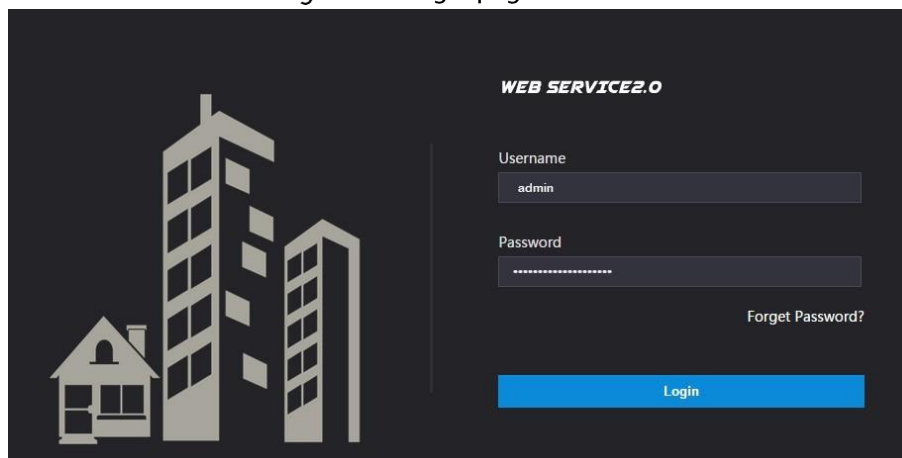 WEB SERVICE2.0
Username
admin
Password
Forget Password?
Login